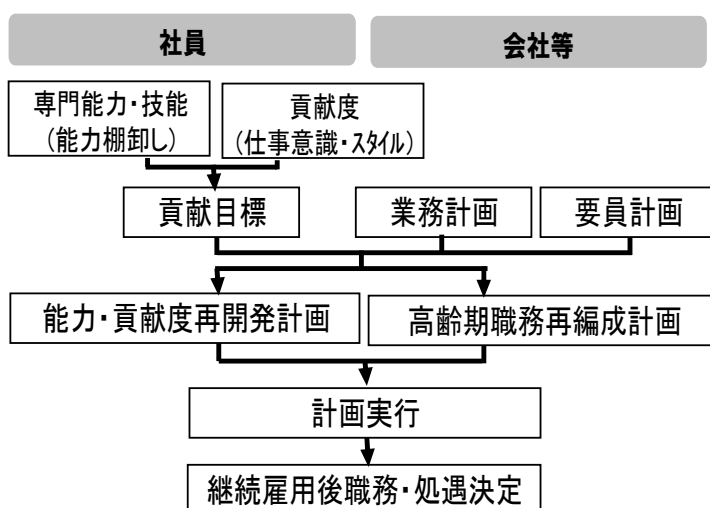 社員
会社等
専門能力・技能
(能力棚卸し)
貢献度
(仕事意識・スタイル)
貢献目標
業務計画
要員計画
能力・貢献度再開発計画
高齢期職務再編成計画
計画実行
継続雇用後職務・処遇決定